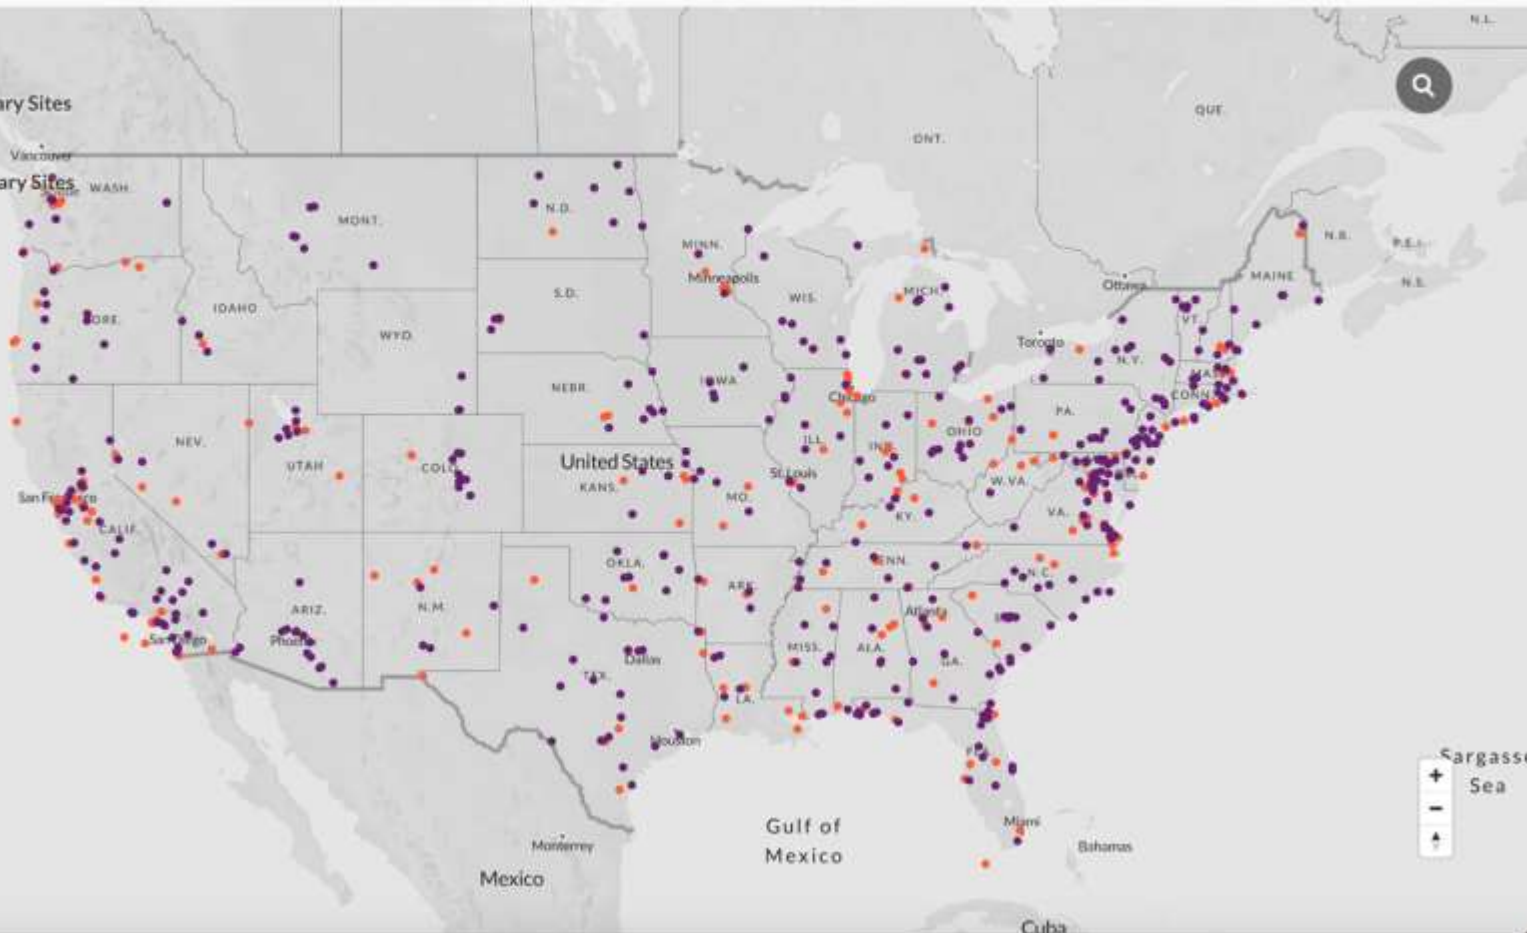 N.L.
ary Sites
QUE.
ONT.
Vancouver
ary Sites
WASH.
MONT.
N.D.
N.B.
P.E.I.
MINN.
MAINE
Minneapolis
Ottawa
N.S.
S.D.
MICH.
WIS.
IDAHO
ORE.
VT.
WYO.
Toronto
N.Y.
IOWA
MASS.
NEBR.
Chicago
CONN.
PA.
NEV.
ILL.
IND.
OHIO
United States
UTAH
COLO.
St. Louis
KANS.
W.VA.
San Francisco
MO.
VA.
KY.
CALIF.
OKLA.
TENN.
N.C.
ARK.
ARIZ.
N.M.
Atlanta
San Diego
Phoenix
MISS.
ALA.
Dallas
GA.
TEX.
LA.
Houston
FLA.
Sargasso
Sea
Gulf of
Mexico
Miami
Monterrey
Bahamas
Mexico
Cuba